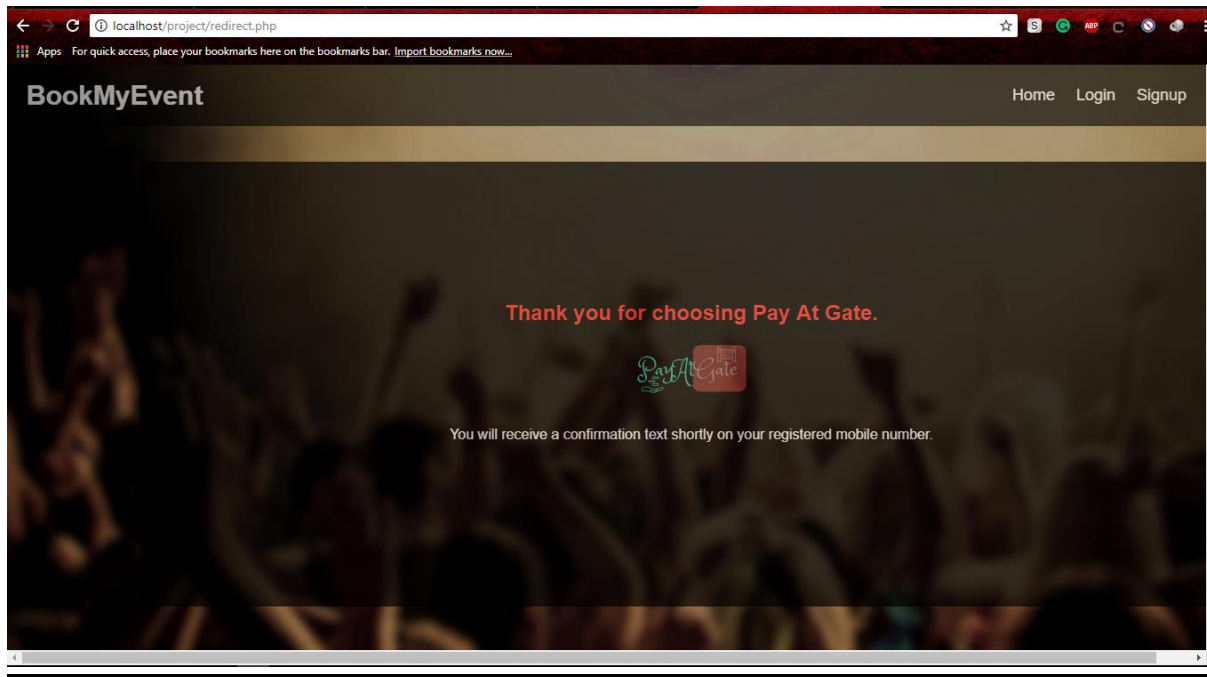 localhost/project/redirect.php
S G ABP C
Apps For quick access, place your bookmarks here on the bookmarks bar. Import bookmarks now...
BookMyEvent Home Login Signup
Thank you for choosing Pay At Gate.
PayAtGate
You will receive a confirmation text shortly on your registered mobile number.